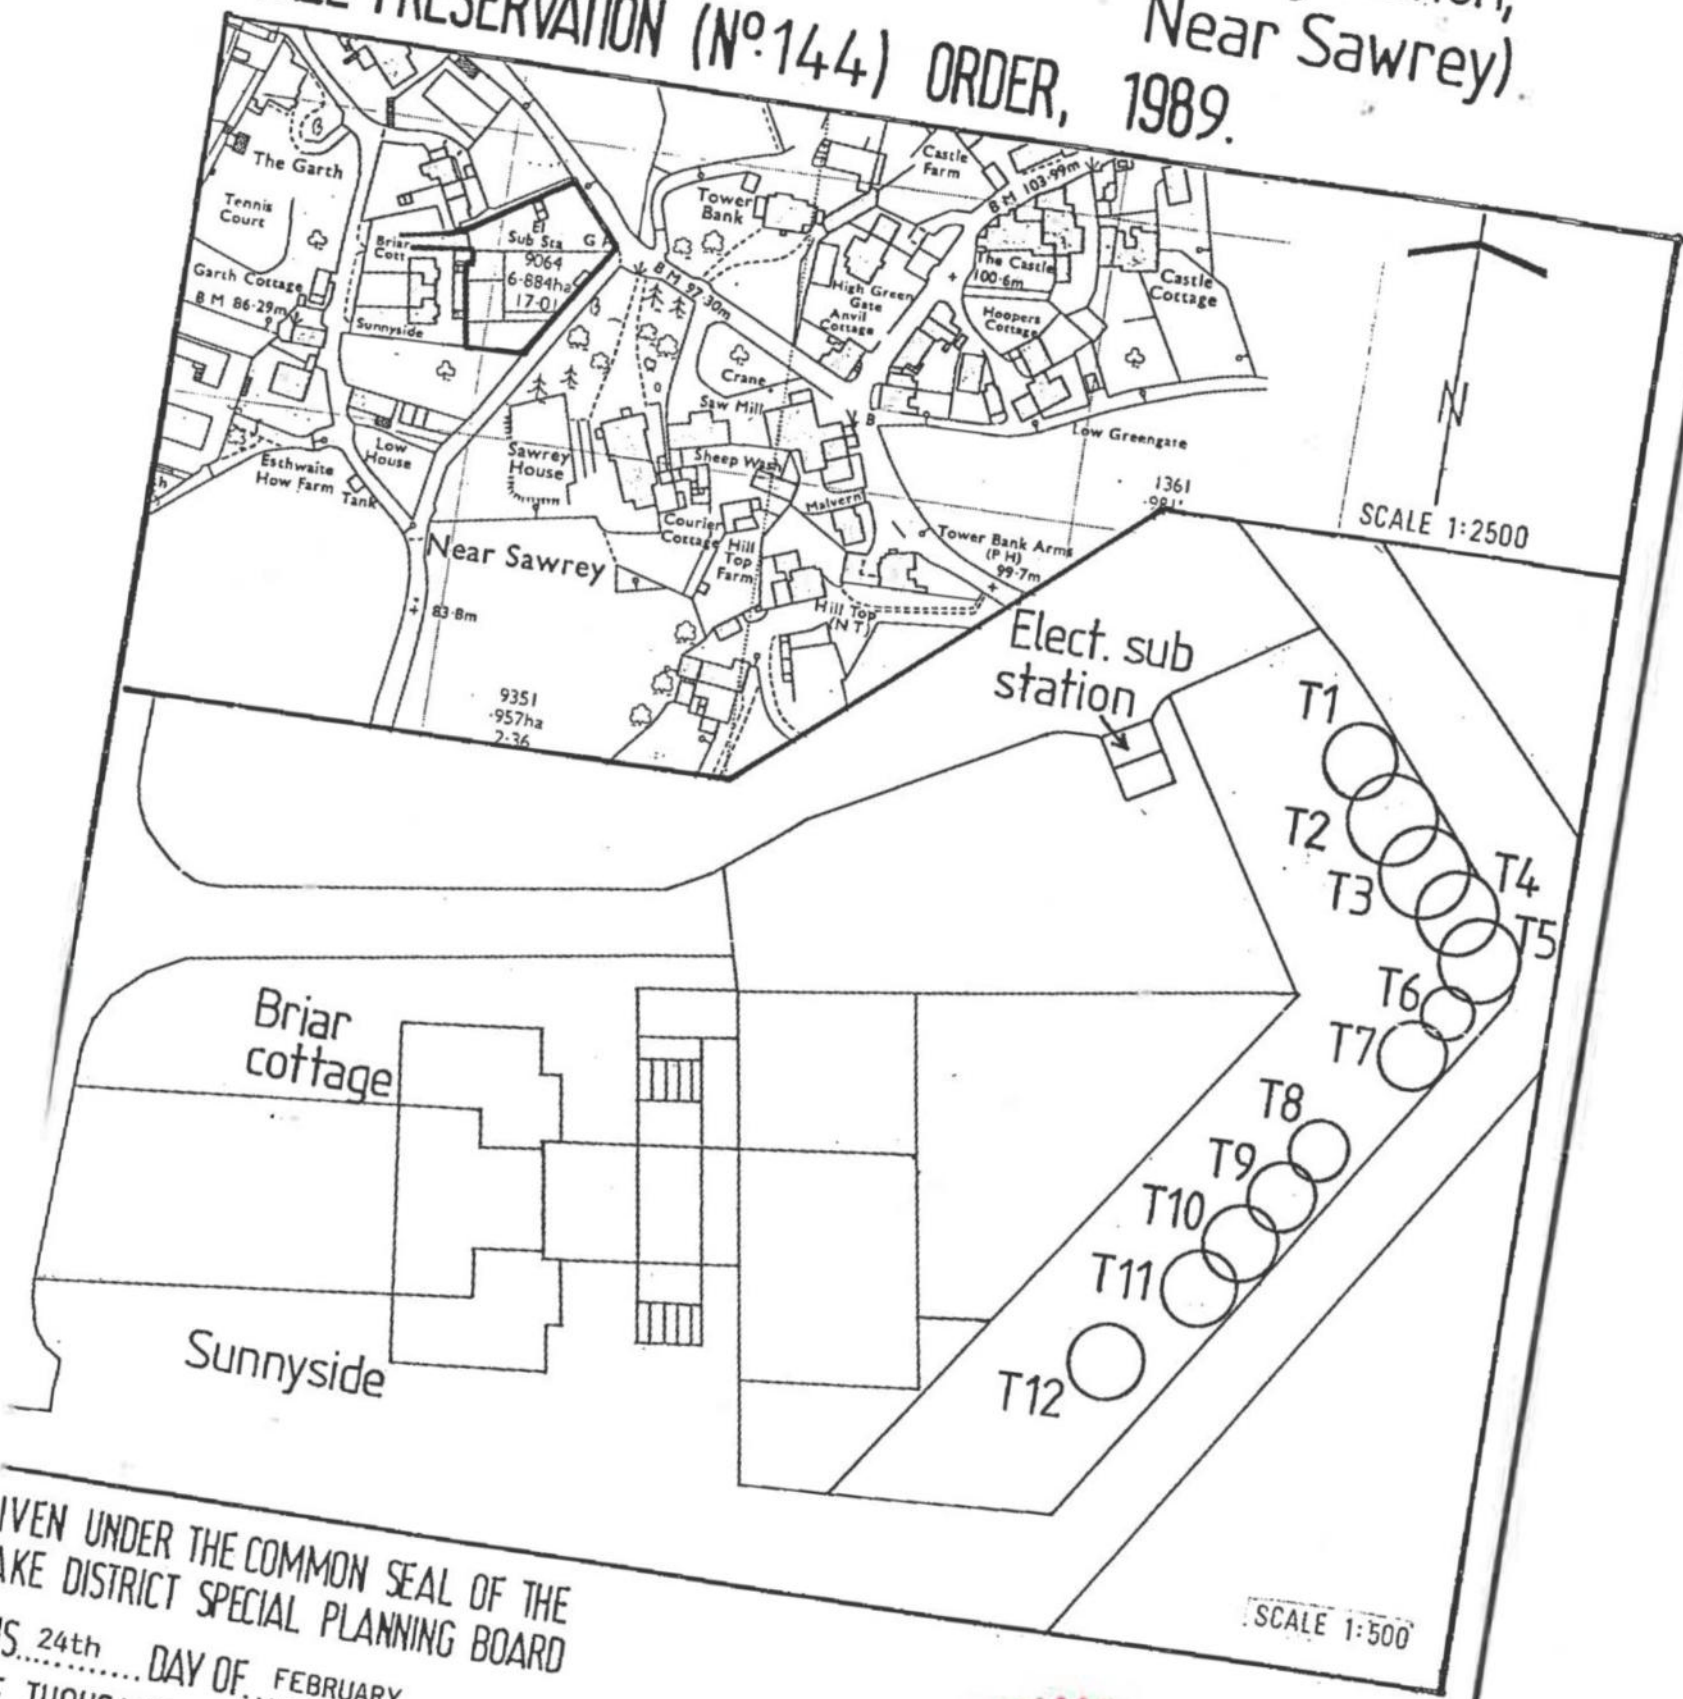 PRESERVATION (Nº.144) ORDER, 1989.
Near Sawrey)
The Garth
Tennis
Court
Garth Cottage
B M 86·29m
Briar
Cott
Sunnyside
El
Sub Sta
9064
6·884ha
17·01
G
Tower
Bank
B M 97·30m
Castle
Farm
B M 103·99m
The Castle
100·6m
High Green
Gate
Anvil
Cottage
Hoopers
Cottage
Castle
Cottage
Crane
Saw Mill
B
Low Greengate
Low
House
Esthwaite
How Farm
Tank
Sawrey
House
Sheep Wash
Malvern
Courier
Cottage
Hill
Top
Farm
Near Sawrey
83·8m
Tower Bank Arms
(P H)
99·7m
Hill Top
(N T)
1361
9351
·957ha
2·36
N
SCALE 1:2500
Elect. sub
station
T1
T2
T3
T4
T5
T6
T7
T8
T9
T10
T11
T12
Briar
cottage
Sunnyside
SCALE 1:500
UNDER THE COMMON SEAL OF THE
DISTRICT SPECIAL PLANNING BOARD
24th DAY OF FEBRUARY